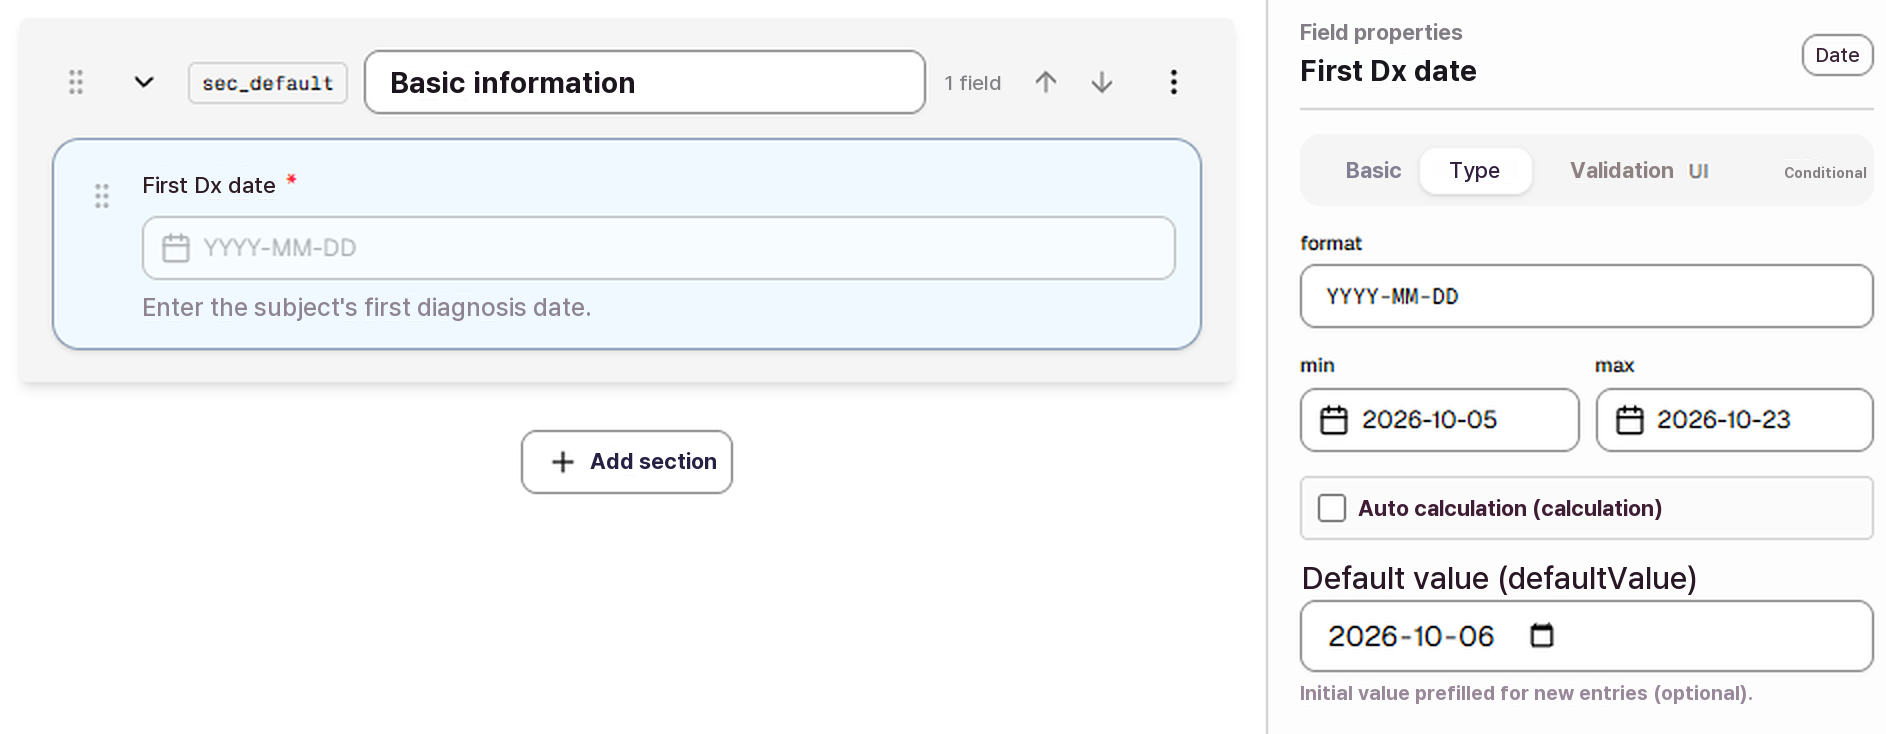 sec_default Basic information 1 field
First Dx date *
YYYY-MM-DD
Enter the subject's first diagnosis date.
Add section
Field properties
First Dx date
Date
Basic Type Validation UI Conditional
format
YYYY-MM-DD
min max
2026-10-05 2026-10-23
Auto calculation (calculation)
Default value (defaultValue)
2026-10-06
Initial value prefilled for new entries (optional).